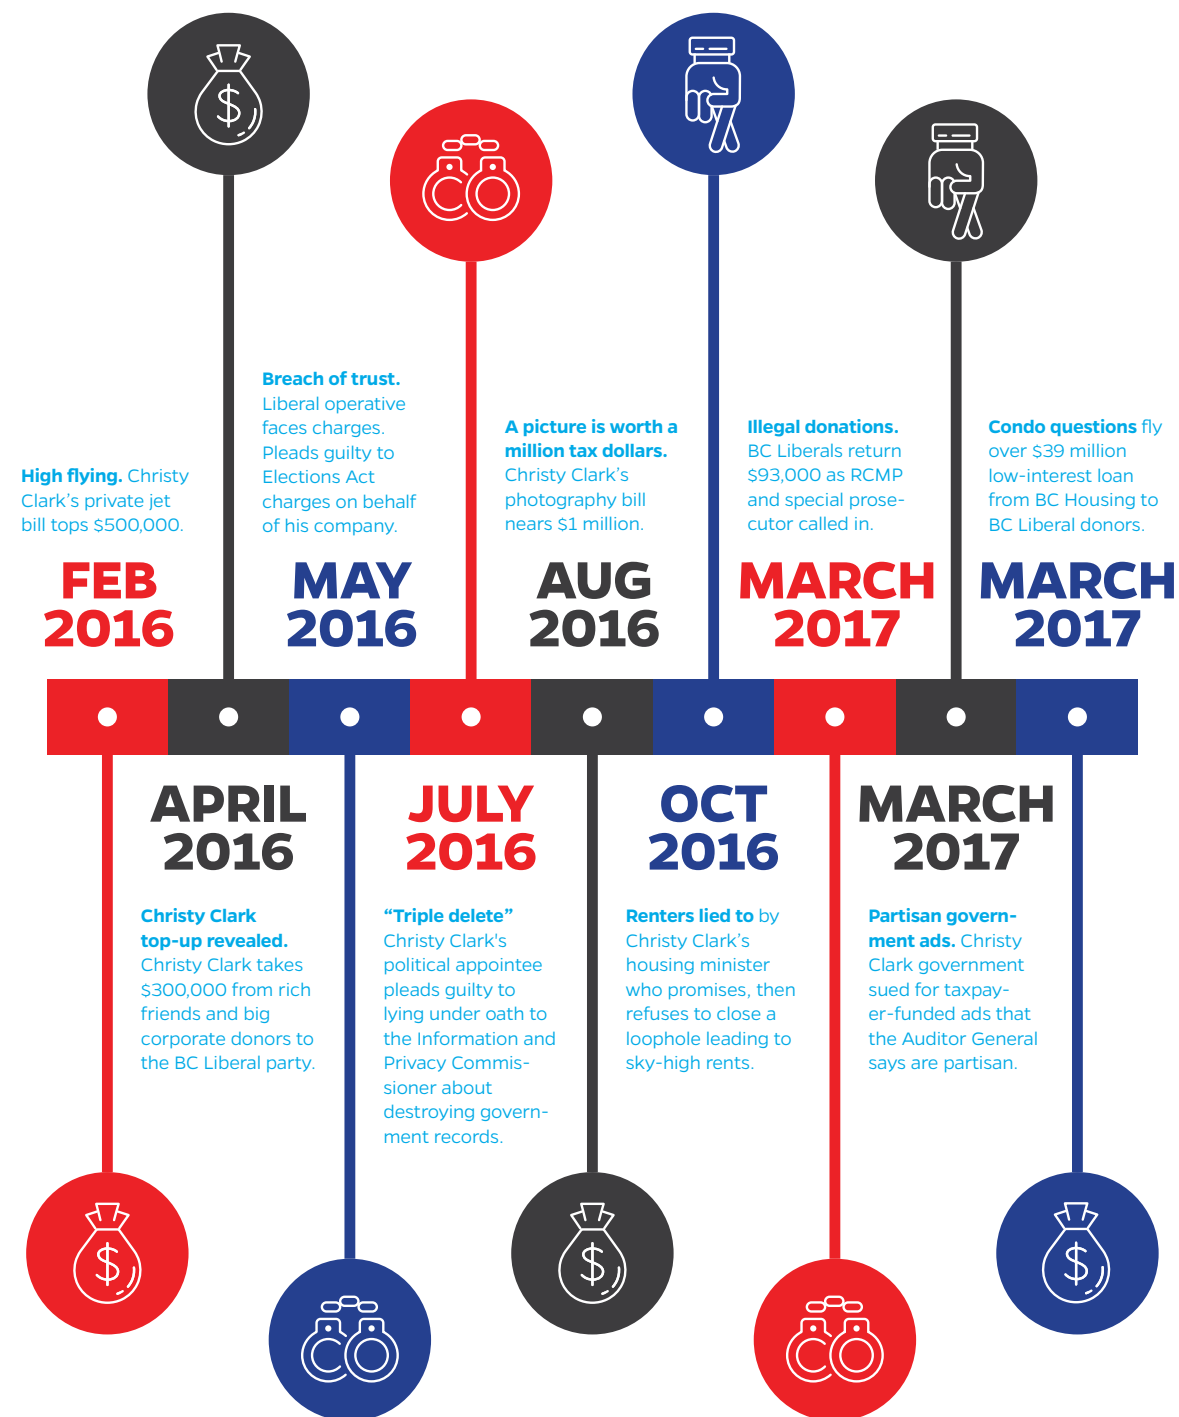 High flying. Christy
Clark's private jet
bill tops $500,000.
FEB
2016
APRIL
2016
Christy Clark
top-up revealed.
Christy Clark takes
$300,000 from rich
friends and big
corporate donors to
the BC Liberal party.
Breach of trust.
Liberal operative
faces charges.
Pleads guilty to
Elections Act
charges on behalf
of his company.
MAY
2016
JULY
2016
“Triple delete”
Christy Clark's
political appointee
pleads guilty to
lying under oath to
the Information and
Privacy Commis-
sioner about
destroying govern-
ment records.
A picture is worth a
million tax dollars.
Christy Clark’s
photography bill
nears $1 million.
AUG
2016
OCT
2016
Renters lied to by
Christy Clark’s
housing minister
who promises, then
refuses to close a
loophole leading to
sky-high rents.
Illegal donations.
BC Liberals return
$93,000 as RCMP
and special prose-
cutor called in.
MARCH
2017
MARCH
2017
Partisan govern-
ment ads. Christy
Clark government
sued for taxpay-
er-funded ads that
the Auditor General
says are partisan.
Condo questions fly
over $39 million
low-interest loan
from BC Housing to
BC Liberal donors.
MARCH
2017
$
$
$
$